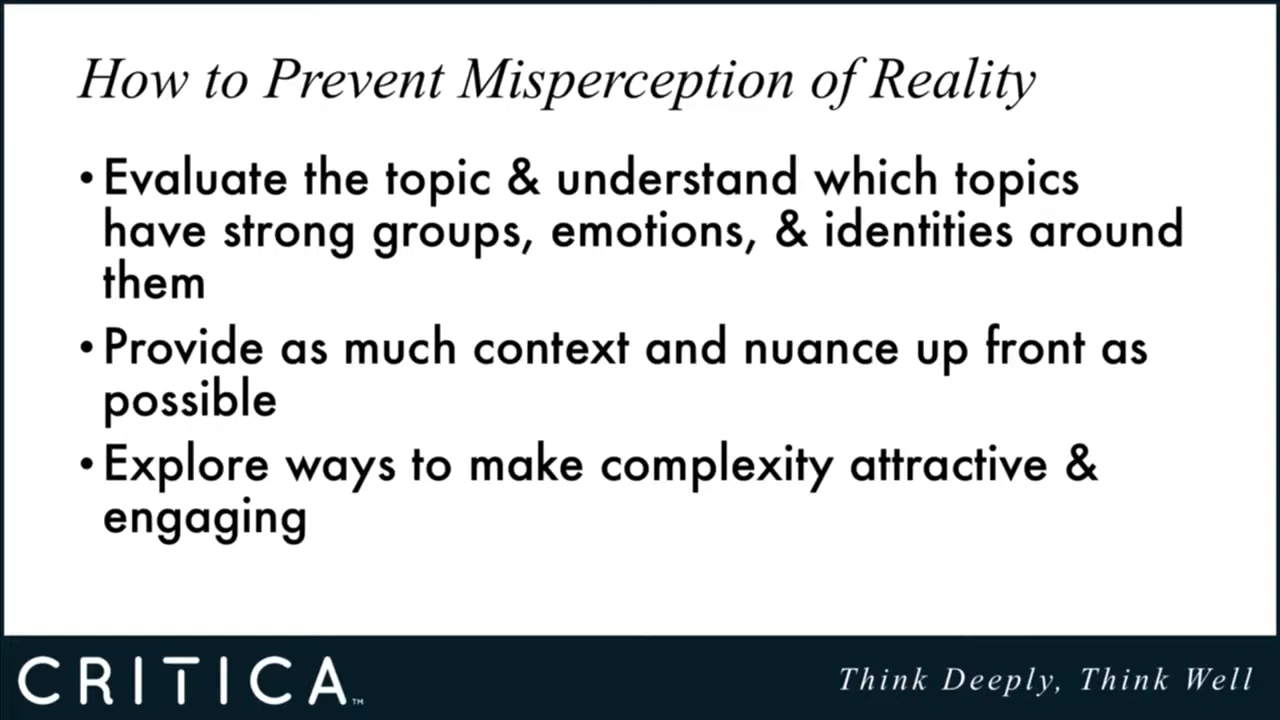 How to Prevent Misperception of Reality
• Evaluate the topic & understand which topics
have strong groups, emotions, & identities around
them
• Provide as much context and nuance up front as
possible
• Explore ways to make complexity attractive &
engaging
CRITICA™
Think Deeply, Think Well